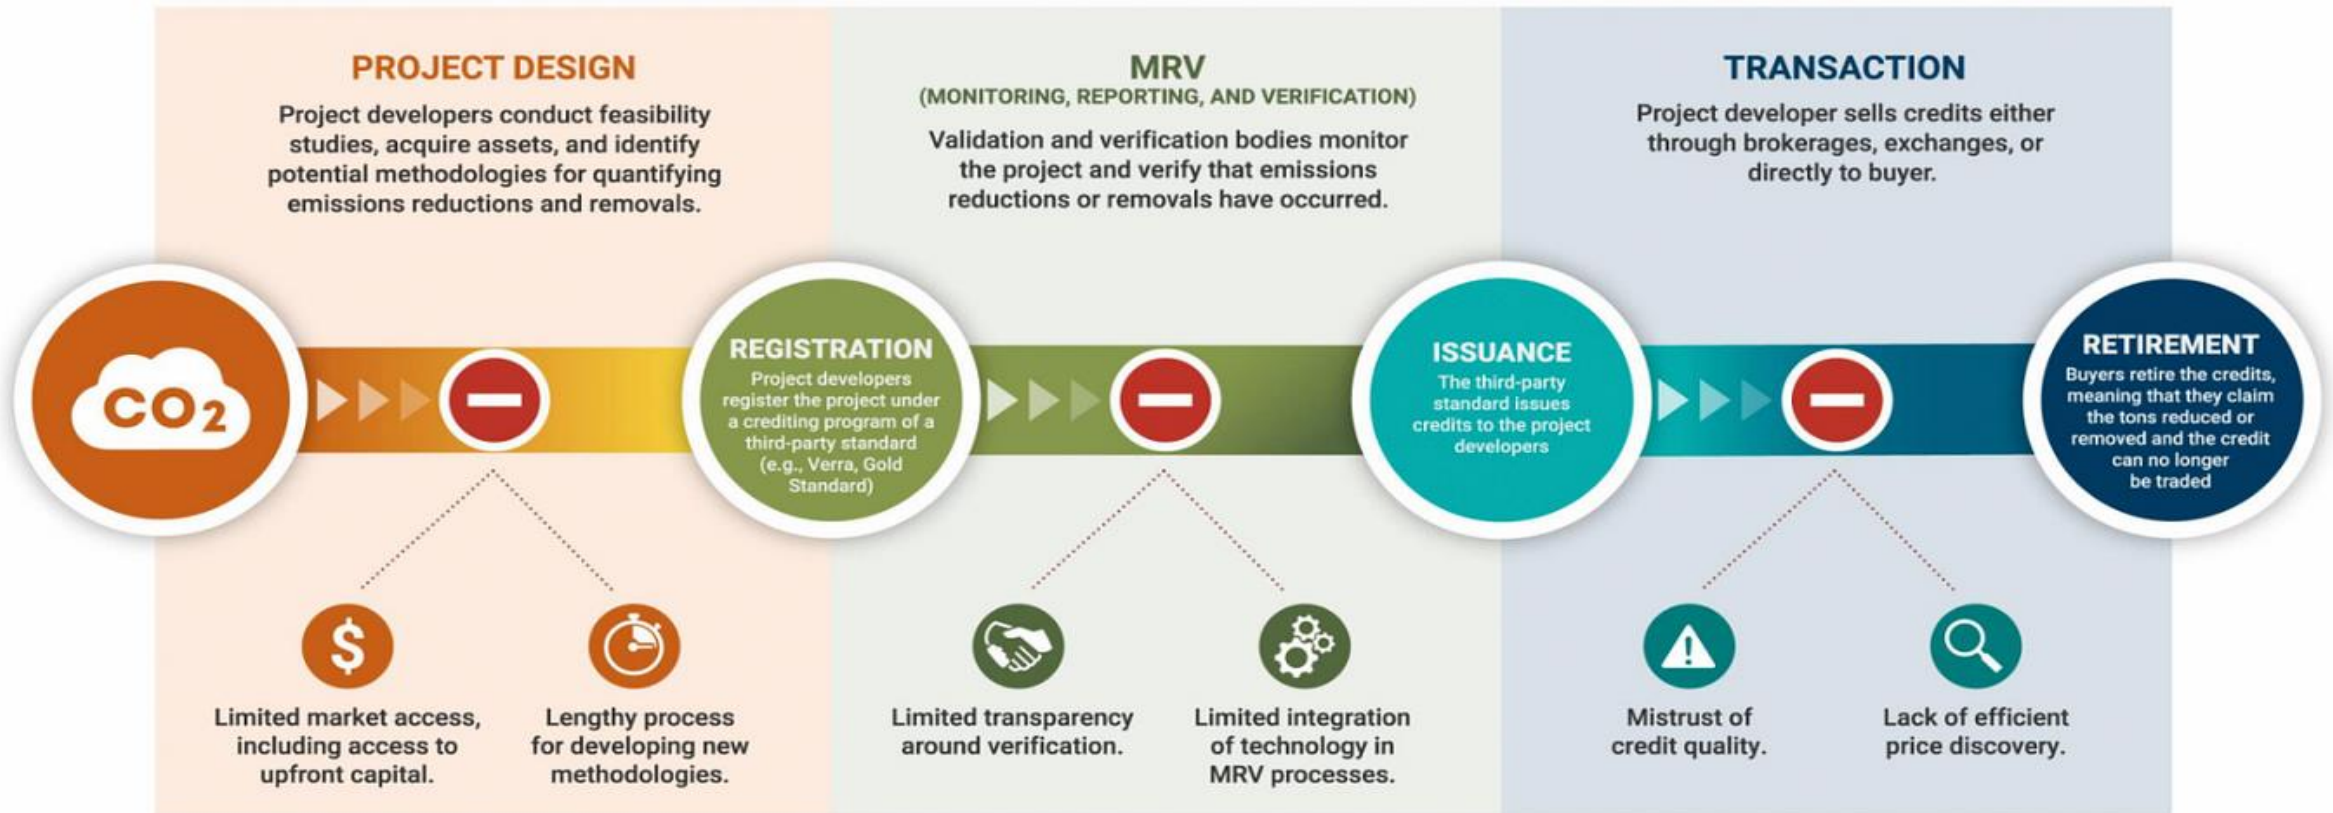 PROJECT DESIGN
Project developers conduct feasibility
studies, acquire assets, and identify
potential methodologies for quantifying
emissions reductions and removals.
MRV
(MONITORING, REPORTING, AND VERIFICATION)
Validation and verification bodies monitor
the project and verify that emissions
reductions or removals have occurred.
TRANSACTION
Project developer sells credits either
through brokerages, exchanges, or
directly to buyer.
CO2
REGISTRATION
Project developers
register the project under
a crediting program of a
third-party standard
(e.g., Verra, Gold
Standard)
ISSUANCE
The third-party
standard issues
credits to the project
developers
RETIREMENT
Buyers retire the credits,
meaning that they claim
the tons reduced or
removed and the credit
can no longer
be traded
$
Limited market access,
including access to
upfront capital.
Lengthy process
for developing new
methodologies.
Limited transparency
around verification.
Limited integration
of technology in
MRV processes.
!
Mistrust of
credit quality.
Lack of efficient
price discovery.